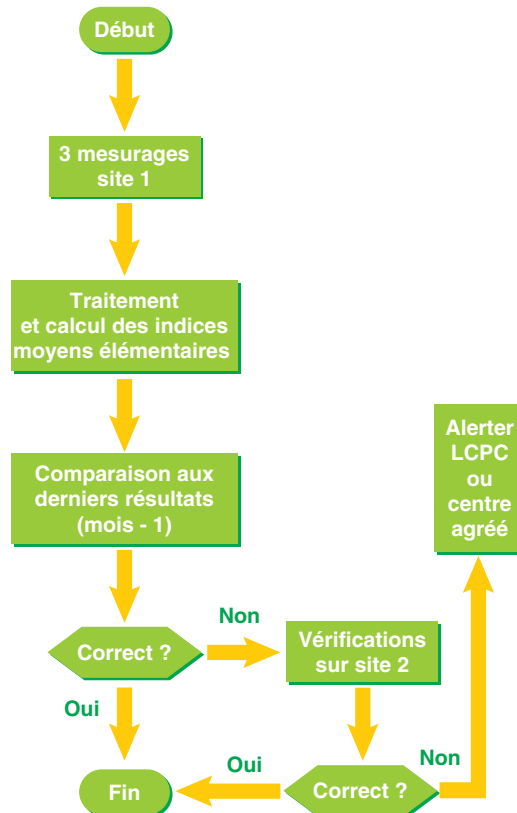 Début
3 mesurages
site 1
Traitement
et calcul des indices
moyens élémentaires
Comparaison aux
derniers résultats
(mois - 1)
Alerter
LCPC
ou
centre
agréé
Correct ?
Non
Vérifications
sur site 2
Oui
Fin
Oui
Correct ?
Non